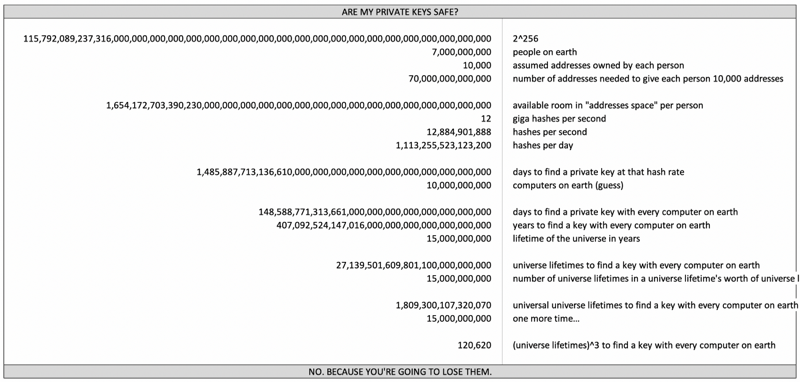 ARE MY PRIVATE KEYS SAFE?
115,792,089,237,316,000,000,000,000,000,000,000,000,000,000,000,000,000,000,000,000,000,000,000,000,000 2^256
7,000,000,000 people on earth
10,000 assumed addresses owned by each person
70,000,000,000,000 number of addresses needed to give each person 10,000 addresses
1,654,172,703,390,230,000,000,000,000,000,000,000,000,000,000,000,000,000,000,000,000 available room in "addresses space" per person
12 giga hashes per second
12,884,901,888 hashes per second
1,113,255,523,123,200 hashes per day
1,485,887,713,136,610,000,000,000,000,000,000,000,000,000,000,000 days to find a private key at that hash rate
10,000,000,000 computers on earth (guess)
148,588,771,313,661,000,000,000,000,000,000,000,000 days to find a private key with every computer on earth
407,092,524,147,016,000,000,000,000,000,000,000 years to find a key with every computer on earth
15,000,000,000 lifetime of the universe in years
27,139,501,609,801,100,000,000,000 universe lifetimes to find a key with every computer on earth
15,000,000,000 number of universe lifetimes in a universe lifetime's worth of universe l
1,809,300,107,320,070 universal universe lifetimes to find a key with every computer on earth
15,000,000,000 one more time...
120,620 (universe lifetimes)^3 to find a key with every computer on earth
NO. BECAUSE YOU'RE GOING TO LOSE THEM.